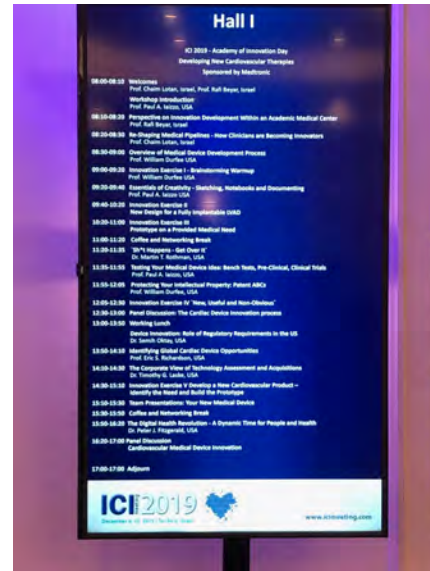 Hall I
ICI 2019 - Academy of Innovation Day
Developing New Cardiovascular Therapies
Sponsored by Medtronic
08:00-08:10 Welcomes
Prof. Chaim Lotan, Israel, Prof. Rafi Beyar, Israel
Workshop Introduction
Prof. Paul A. Iaizzo, USA
08:10-08:20 Perspective on Innovation Development Within an Academic Medical Center
Prof. Rafi Beyar, Israel
08:20-08:30 Re-Shaping Medical Pipelines - How Clinicians are Becoming Innovators
Prof. Chaim Lotan, Israel
08:30-09:00 Overview of Medical Device Development Process
Prof. William Durfee USA
09:00-09:20 Innovation Exercise I - Brainstorming Warmup
Prof. William Durfee, USA
09:20-09:40 Essentials of Creativity - Sketching, Notebooks and Documenting
Prof. Paul A. Iaizzo, USA
09:40-10:20 Innovation Exercise II
New Design for a Fully Implantable LVAD
10:20-11:00 Innovation Exercise III
Prototype on a Provided Medical Need
11:00-11:20 Coffee and Networking Break
11:20-11:35 'Sh*t Happens - Get Over It'
Dr. Martin T. Rothman, USA
11:35-11:55 Testing Your Medical Device Idea: Bench Tests, Pre-Clinical, Clinical Trials
Prof. Paul A. Iaizzo, USA
11:55-12:05 Protecting Your Intellectual Property: Patent ABCs
Prof. William Durfee, USA
12:05-12:30 Innovation Exercise IV 'New, Useful and Non-Obvious'
12:30-13:00 Panel Discussion: The Cardiac Device Innovation process
13:00-13:50 Working Lunch
Device Innovation: Role of Regulatory Requirements in the US
Dr. Semih Oktay, USA
13:50-14:10 Identifying Global Cardiac Device Opportunities
Prof. Eric S. Richardson, USA
14:10-14:30 The Corporate View of Technology Assessment and Acquisitions
Dr. Timothy G. Laske, USA
14:30-15:10 Innovation Exercise V Develop a New Cardiovascular Product –
Identify the Need and Build the Prototype
15:10-15:30 Team Presentations: Your New Medical Device
15:30-15:50 Coffee and Networking Break
15:50-16:20 The Digital Health Revolution - A Dynamic Time for People and Health
Dr. Peter J. Fitzgerald, USA
16:20-17:00 Panel Discussion
Cardiovascular Medical Device Innovation
17:00-17:00 Adjourn
ICI 2019
www.icimeeting.com